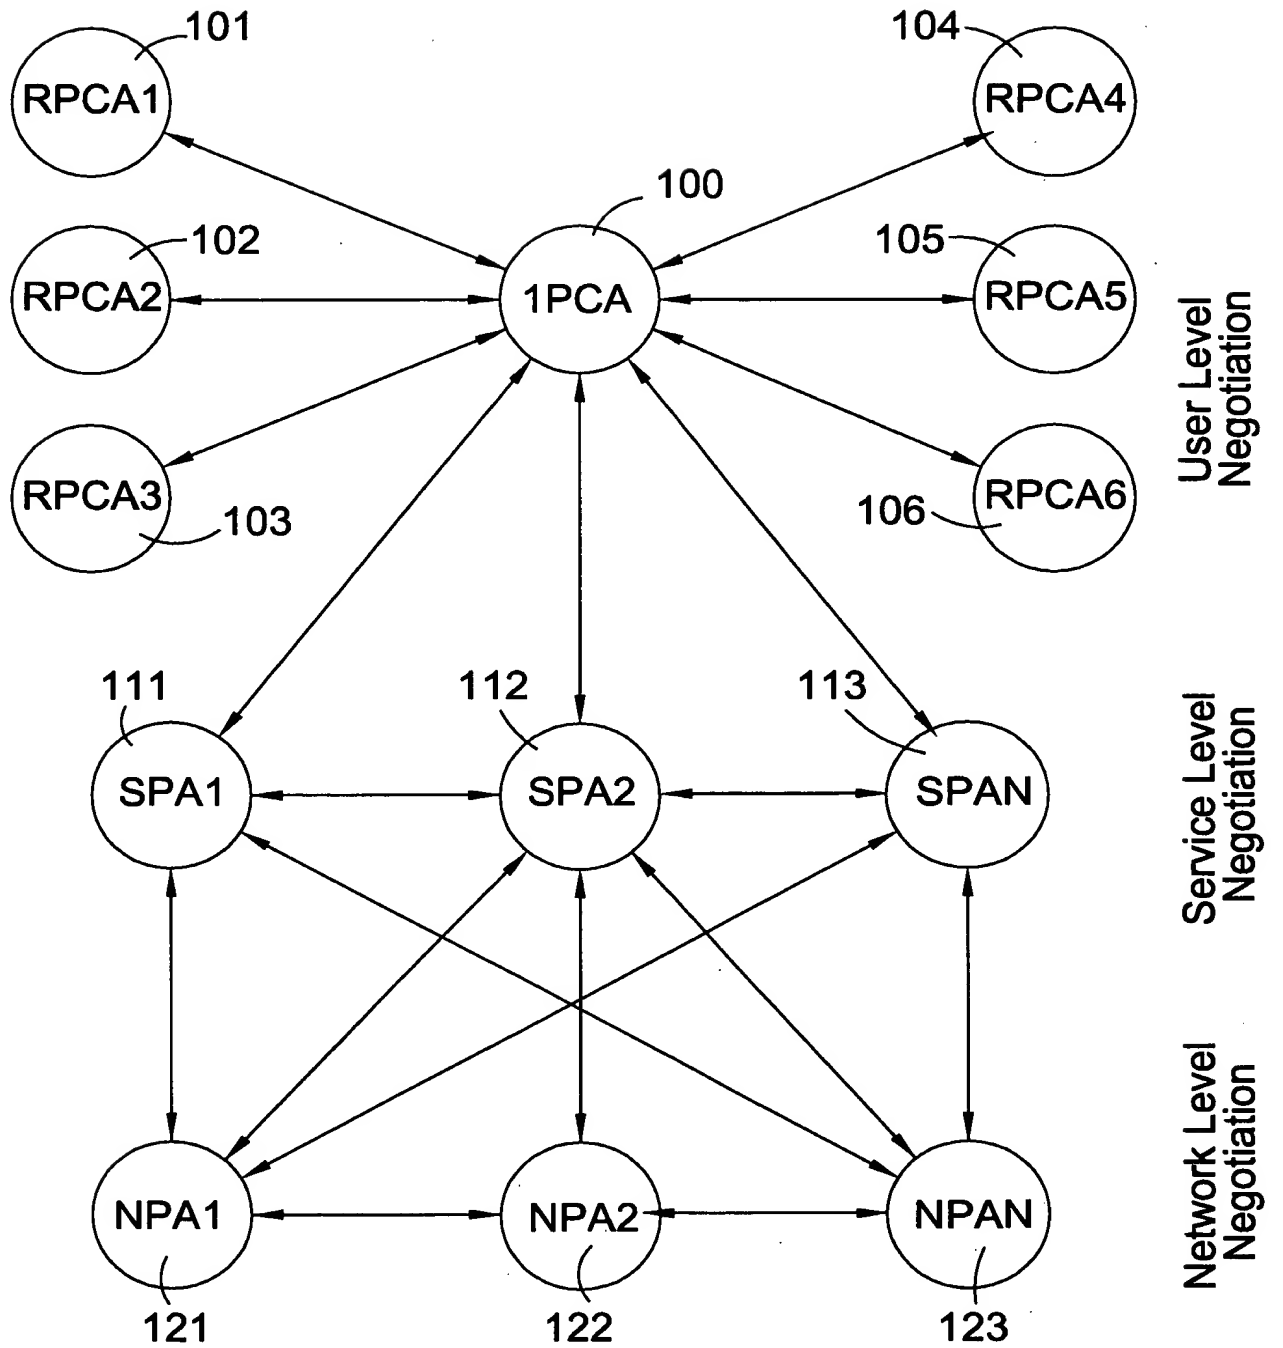 101
104
RPCA1
RPCA4
100
102
105
RPCA2
1PCA
RPCA5
User Level
Negotiation
RPCA3
RPCA6
103
106
111
112
113
SPA1
SPA2
SPAN
Service Level
Negotiation
NPA1
NPA2
NPAN
Network Level
Negotiation
121
122
123